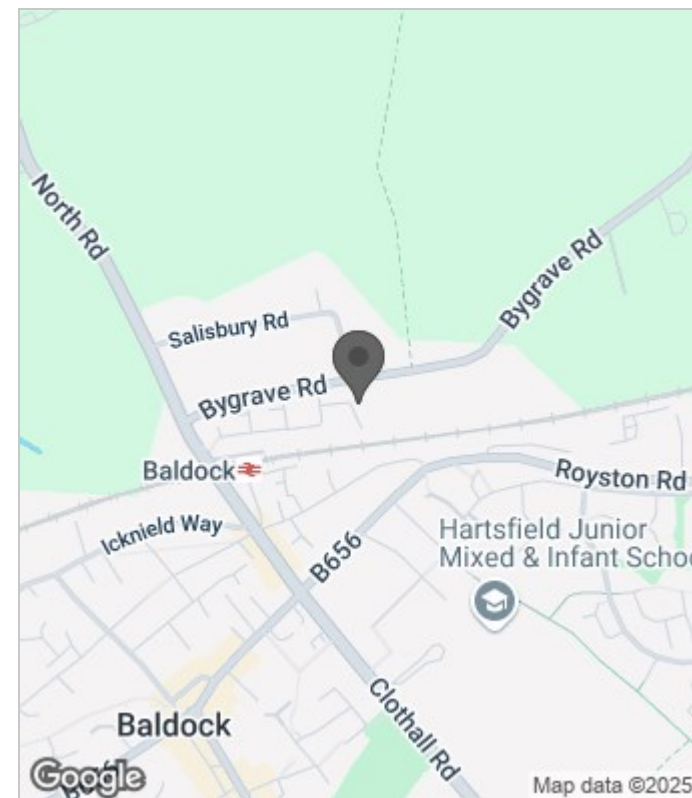 North Rd
Bygrave Rd
Salisbury Rd
Bygrave Rd
Baldock
Royston Rd
Icknield Way
Hartsfield Junior
Mixed & Infant Schoo
B656
Clothall Rd
Baldock
B656
Google
Map data ©2025